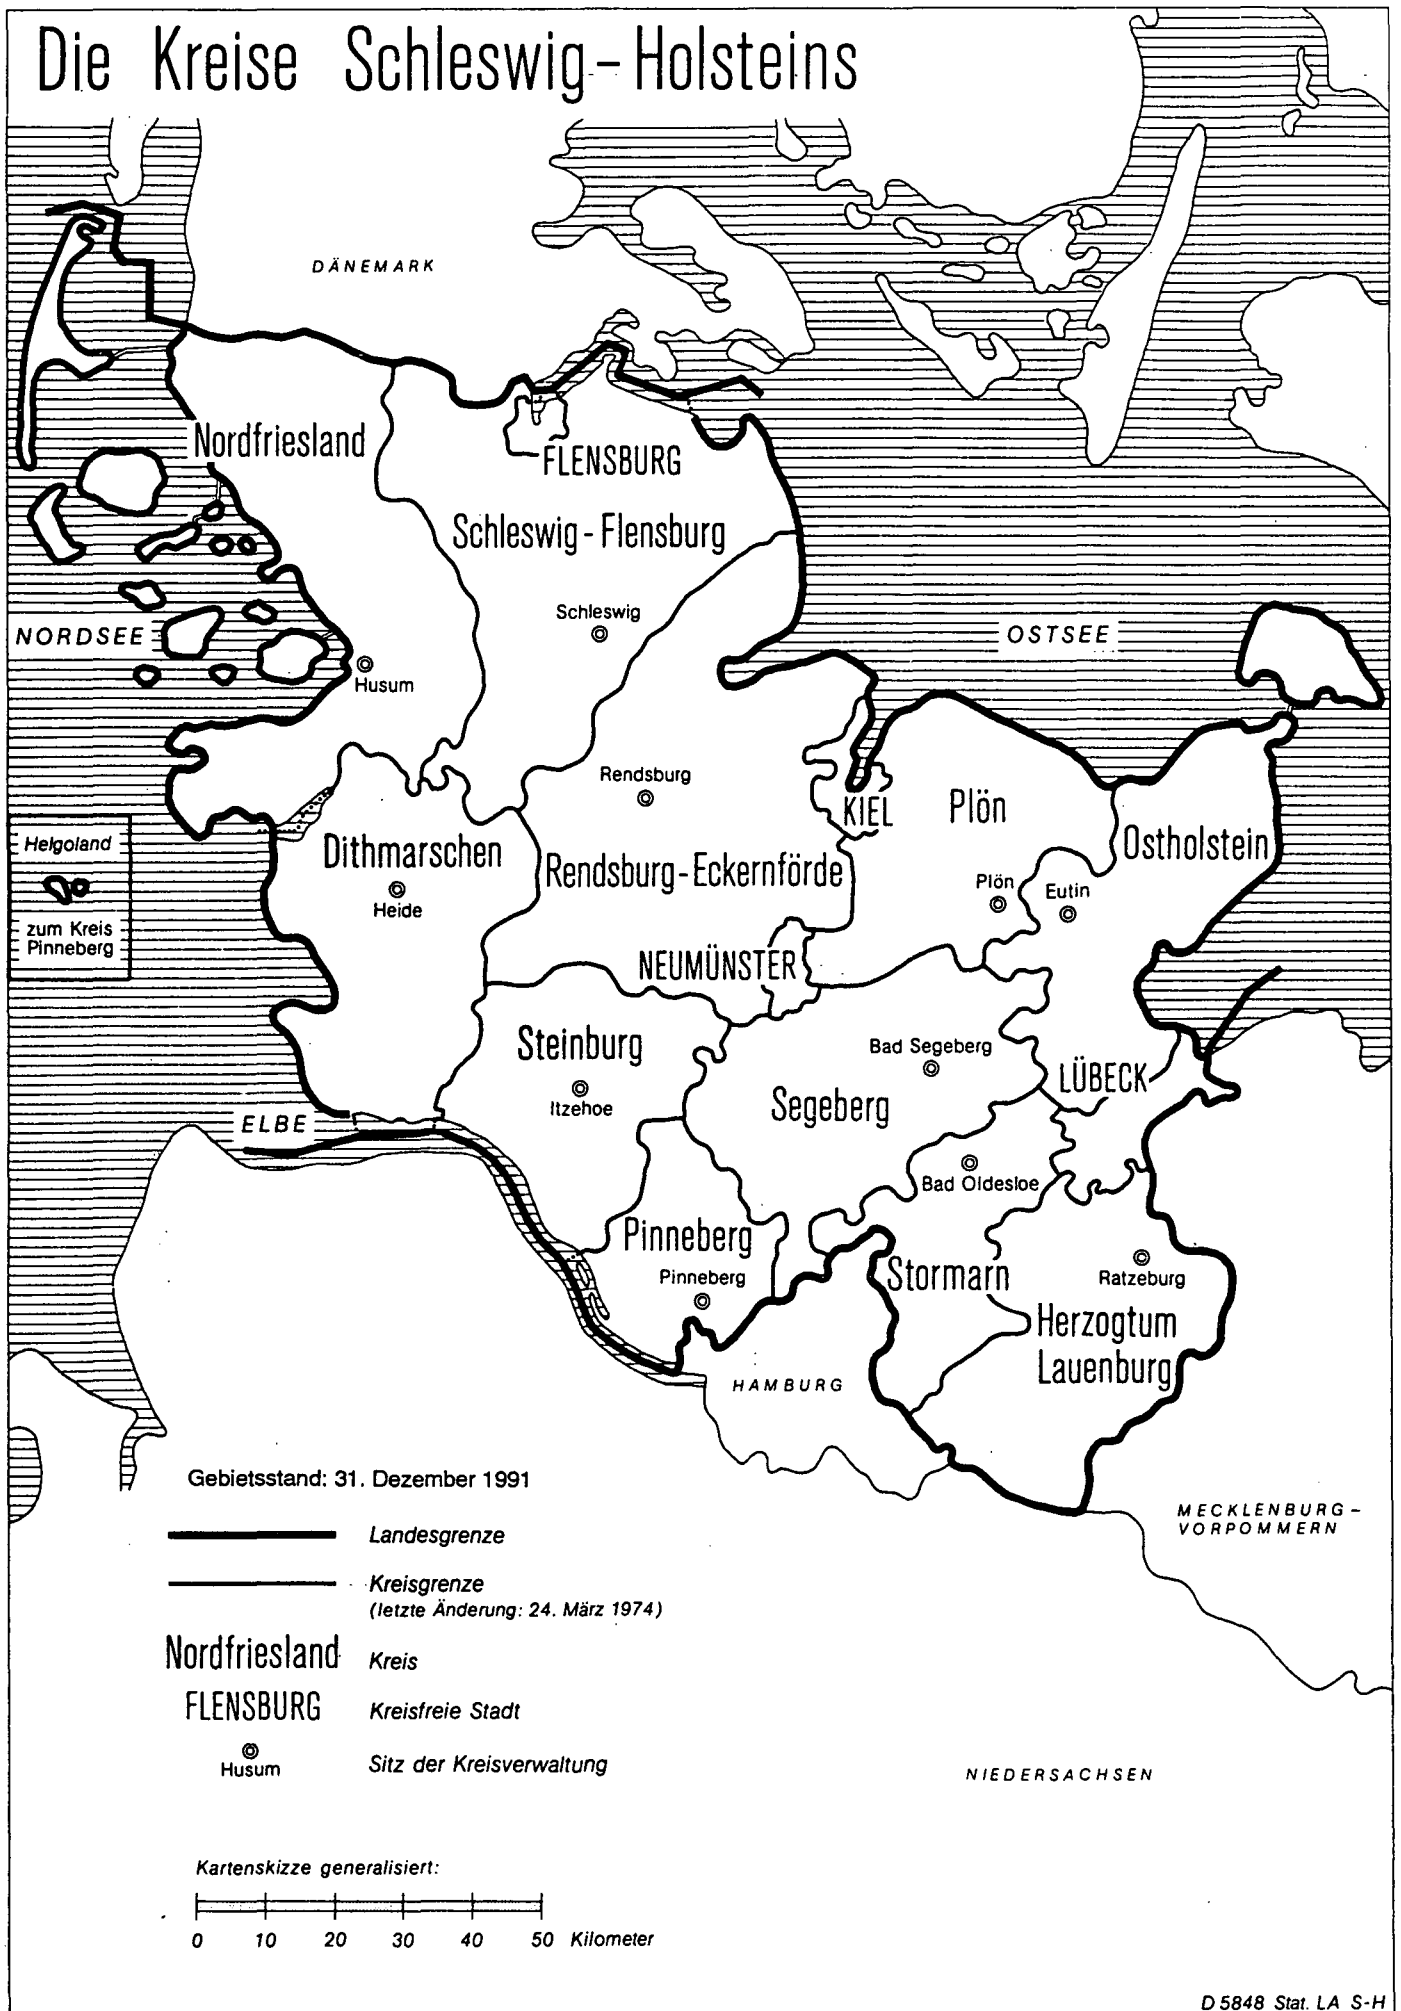 Die Kreise Schleswig-Holsteins
DÄNEMARK
Nordfriesland
FLENSBURG
Schleswig-Flensburg
Schleswig
NORDSEE
OSTSEE
Husum
Rendsburg
KIEL
Plön
Helgoland
Dithmarschen
Ostholstein
Rendsburg-Eckernförde
Plön
Eutin
Heide
zum Kreis
Pinneberg
NEUMÜNSTER
Steinburg
Bad Segeberg
LÜBECK
Itzehoe
Segeberg
ELBE
Bad Oldesloe
Pinneberg
Pinneberg
Stormarn
Ratzeburg
Herzogtum
Lauenburg
HAMBURG
Gebietsstand: 31. Dezember 1991
MECKLENBURG-
VORPOMMERN
Landesgrenze
Kreisgrenze
(letzte Änderung: 24. März 1974)
Nordfriesland Kreis
FLENSBURG Kreisfreie Stadt
Husum Sitz der Kreisverwaltung
NIEDERSACHSEN
Kartenskizze generalisiert:
0 10 20 30 40 50 Kilometer
D 5848 Stat. LA S-H